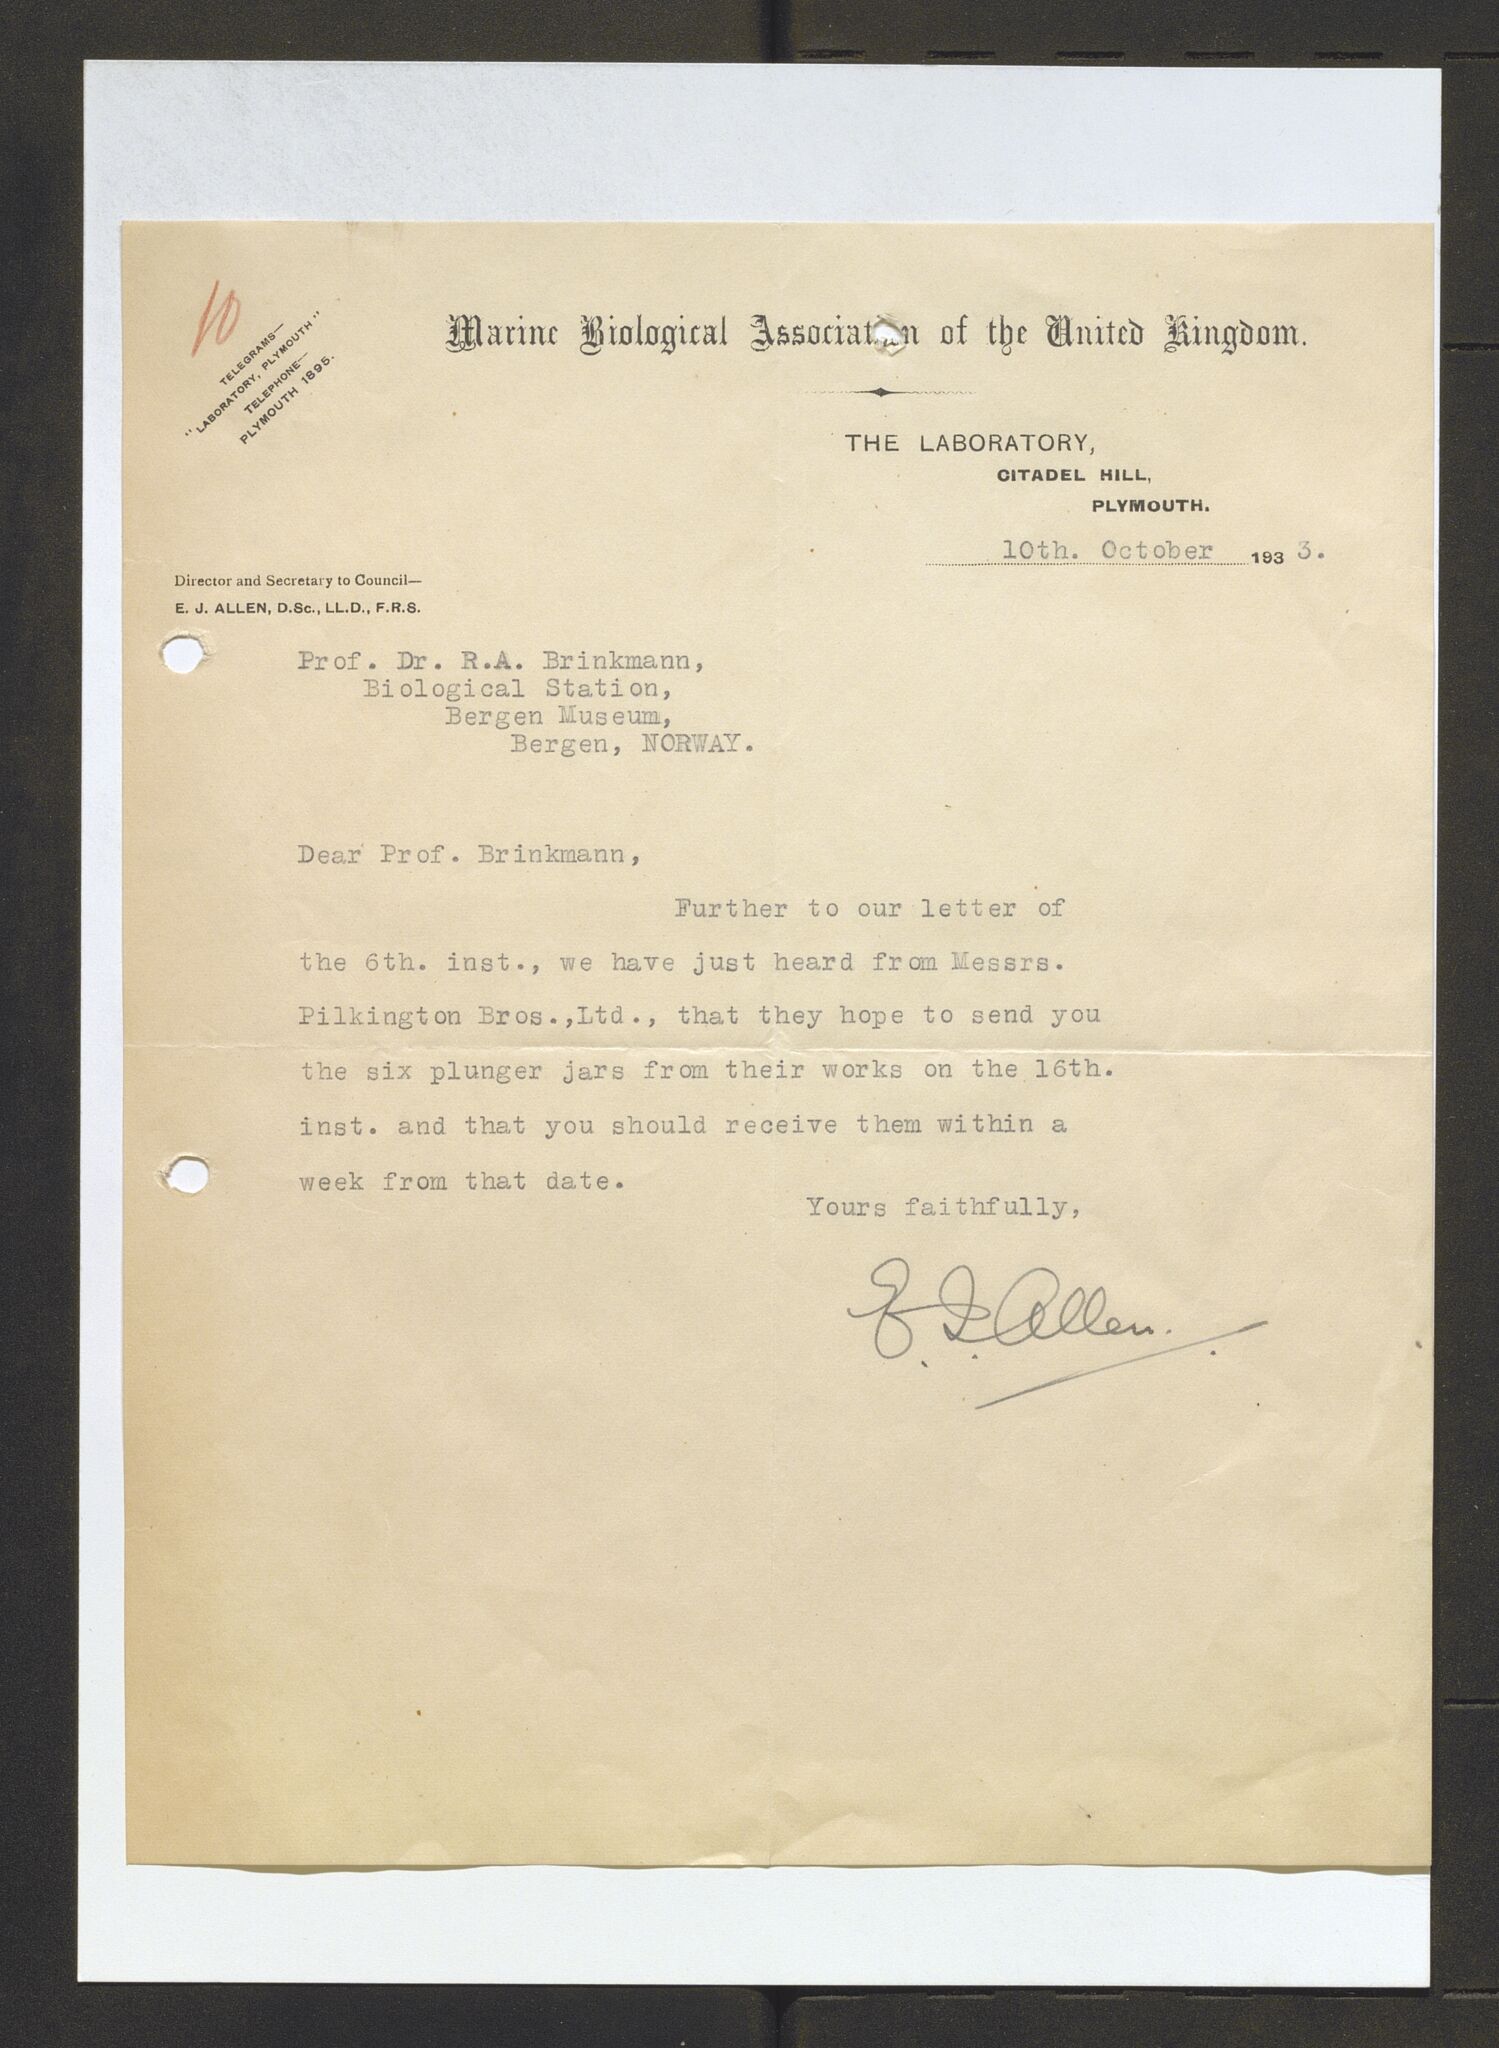 10
TELEGRAMS—
"LABORATORY, PLYMOUTH"
TELEPHONE—
PLYMOUTH 1895.
Marine Biological Association of the United Kingdom.
THE LABORATORY,
CITADEL HILL,
PLYMOUTH.
10th. October 1933.
Director and Secretary to Council—
E. J. ALLEN, D.Sc., LL.D., F.R.S.
Prof. Dr. R.A. Brinkmann,
Biological Station,
Bergen Museum,
Bergen, NORWAY.
Dear Prof. Brinkmann,
Further to our letter of
the 6th. inst., we have just heard from Messrs.
Pilkington Bros.,Ltd., that they hope to send you
the six plunger jars from their works on the 16th.
inst. and that you should receive them within a
week from that date.
Yours faithfully,
E. J. Allen.